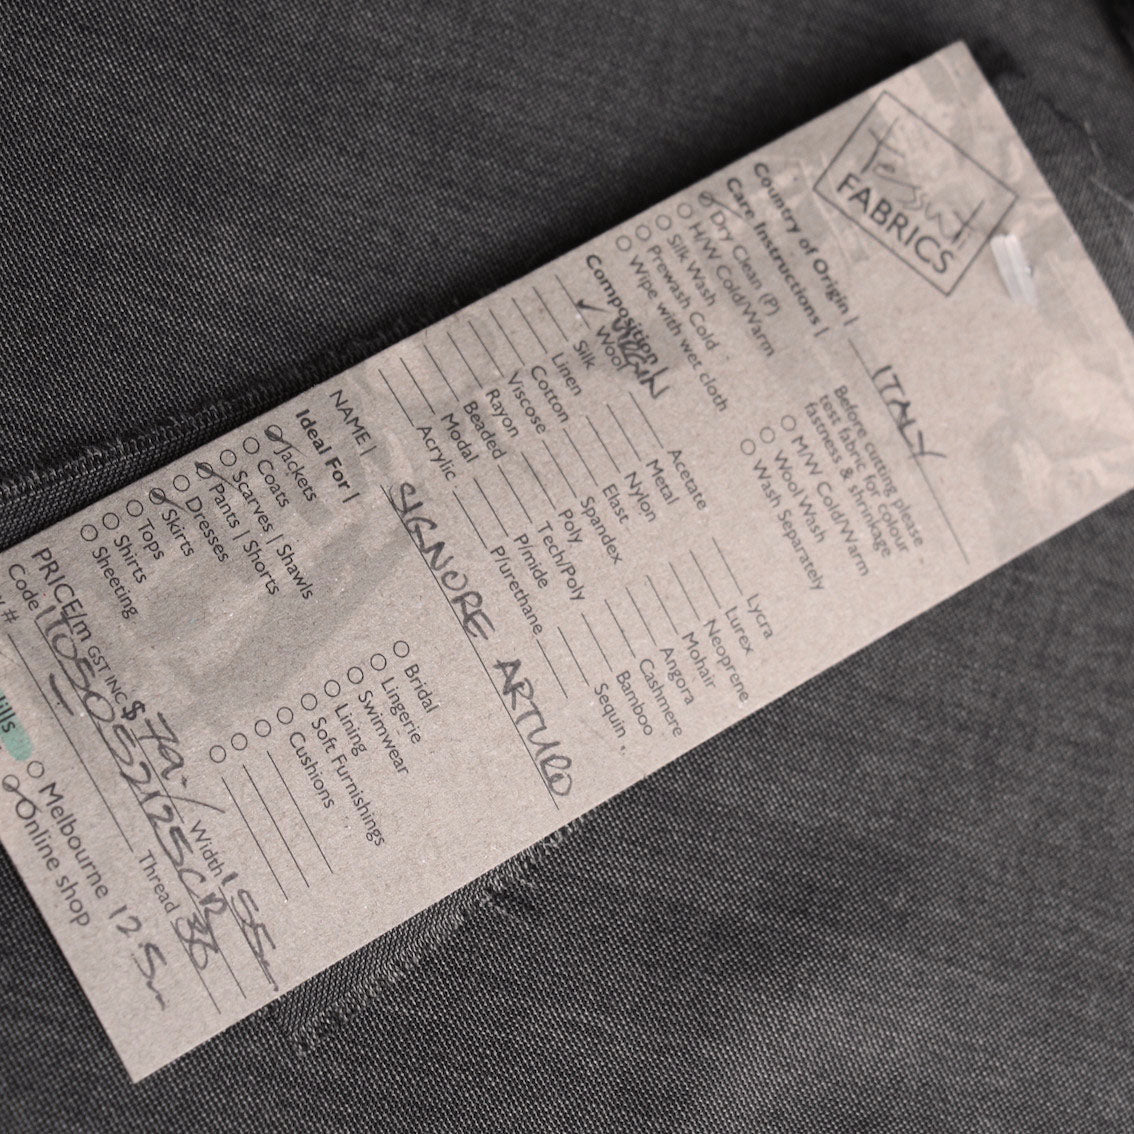 Tessuti
FABRICS
Country of Origin | ITALY
Care Instructions |
Dry Clean (P)
H/W Cold/Warm
Silk Wash
Prewash Cold
Wipe with wet cloth
Before cutting please
test fabric for colour
fastness & shrinkage
M/W Cold/Warm
Wool Wash
Wash Separately
Composition |
✓ Wool VIRGIN
Silk
Linen
Cotton
Viscose
Rayon
Beaded
Modal
Acrylic
Acetate
Metal
Nylon
Elast
Spandex
Poly
Tech/Poly
P/mide
P/urethane
Lycra
Lurex
Neoprene
Mohair
Angora
Cashmere
Bamboo
Sequin
NAME | SIGNORE ARTURO
Ideal For |
Jackets
Coats
Scarves | Shawls
Pants | Shorts
Dresses
Skirts
Tops
Shirts
Sheeting
Bridal
Lingerie
Swimwear
Lining
Soft Furnishings
Cushions
PRICE/m GST INC $ 79.- / Width 155cm
Code
Thread
ills
Melbourne
Online shop 125m